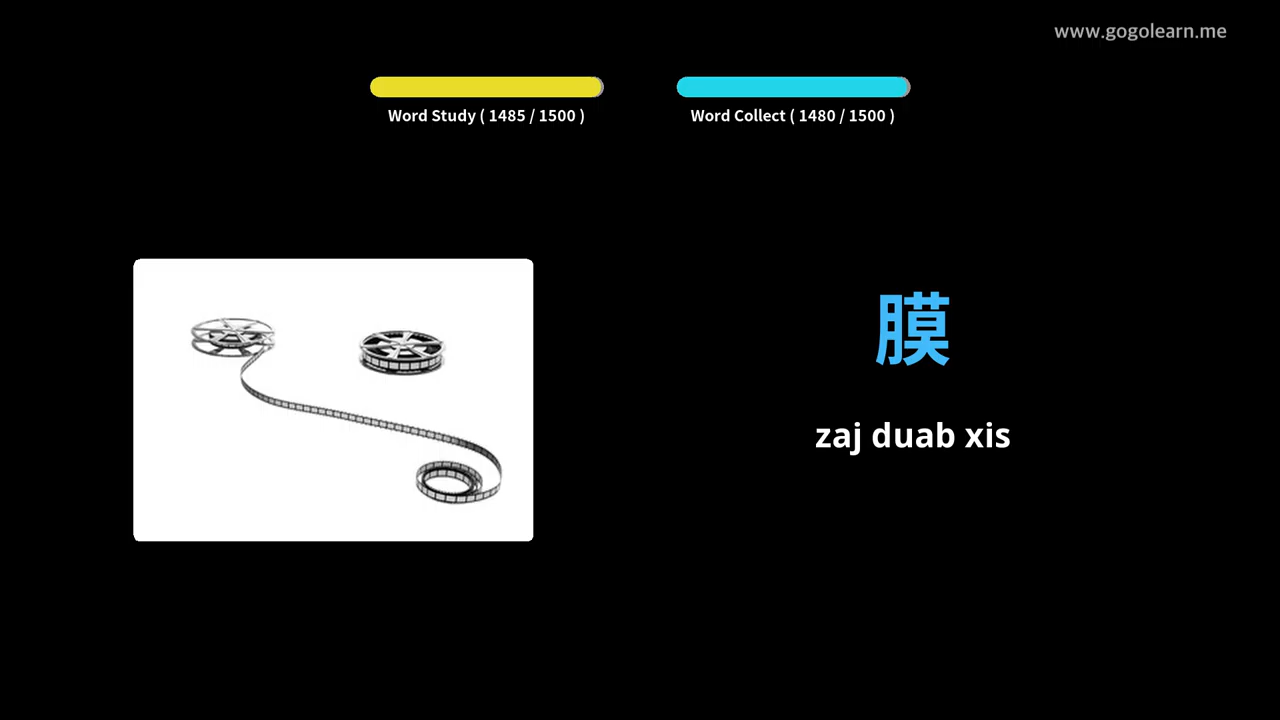 www.gogolearn.me
Word Study ( 1485 / 1500 )
Word Collect ( 1480 / 1500 )
膜
zaj duab xis